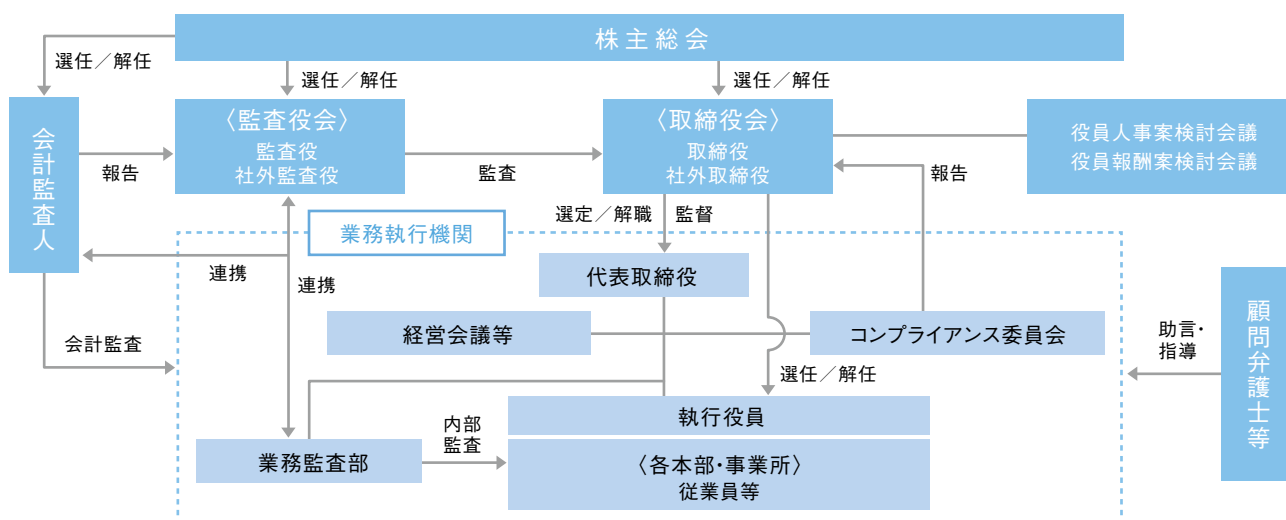 株主総会
選任／解任
選任／解任
選任／解任
会計監査人
〈監査役会〉
監査役
社外監査役
〈取締役会〉
取締役
社外取締役
役員人事案検討会議
役員報酬案検討会議
報告
監査
報告
選定／解職
監督
業務執行機関
連携
連携
代表取締役
会計監査
経営会議等
コンプライアンス委員会
顧問弁護士等
助言・
指導
選任／解任
執行役員
内部
監査
業務監査部
〈各本部・事業所〉
従業員等